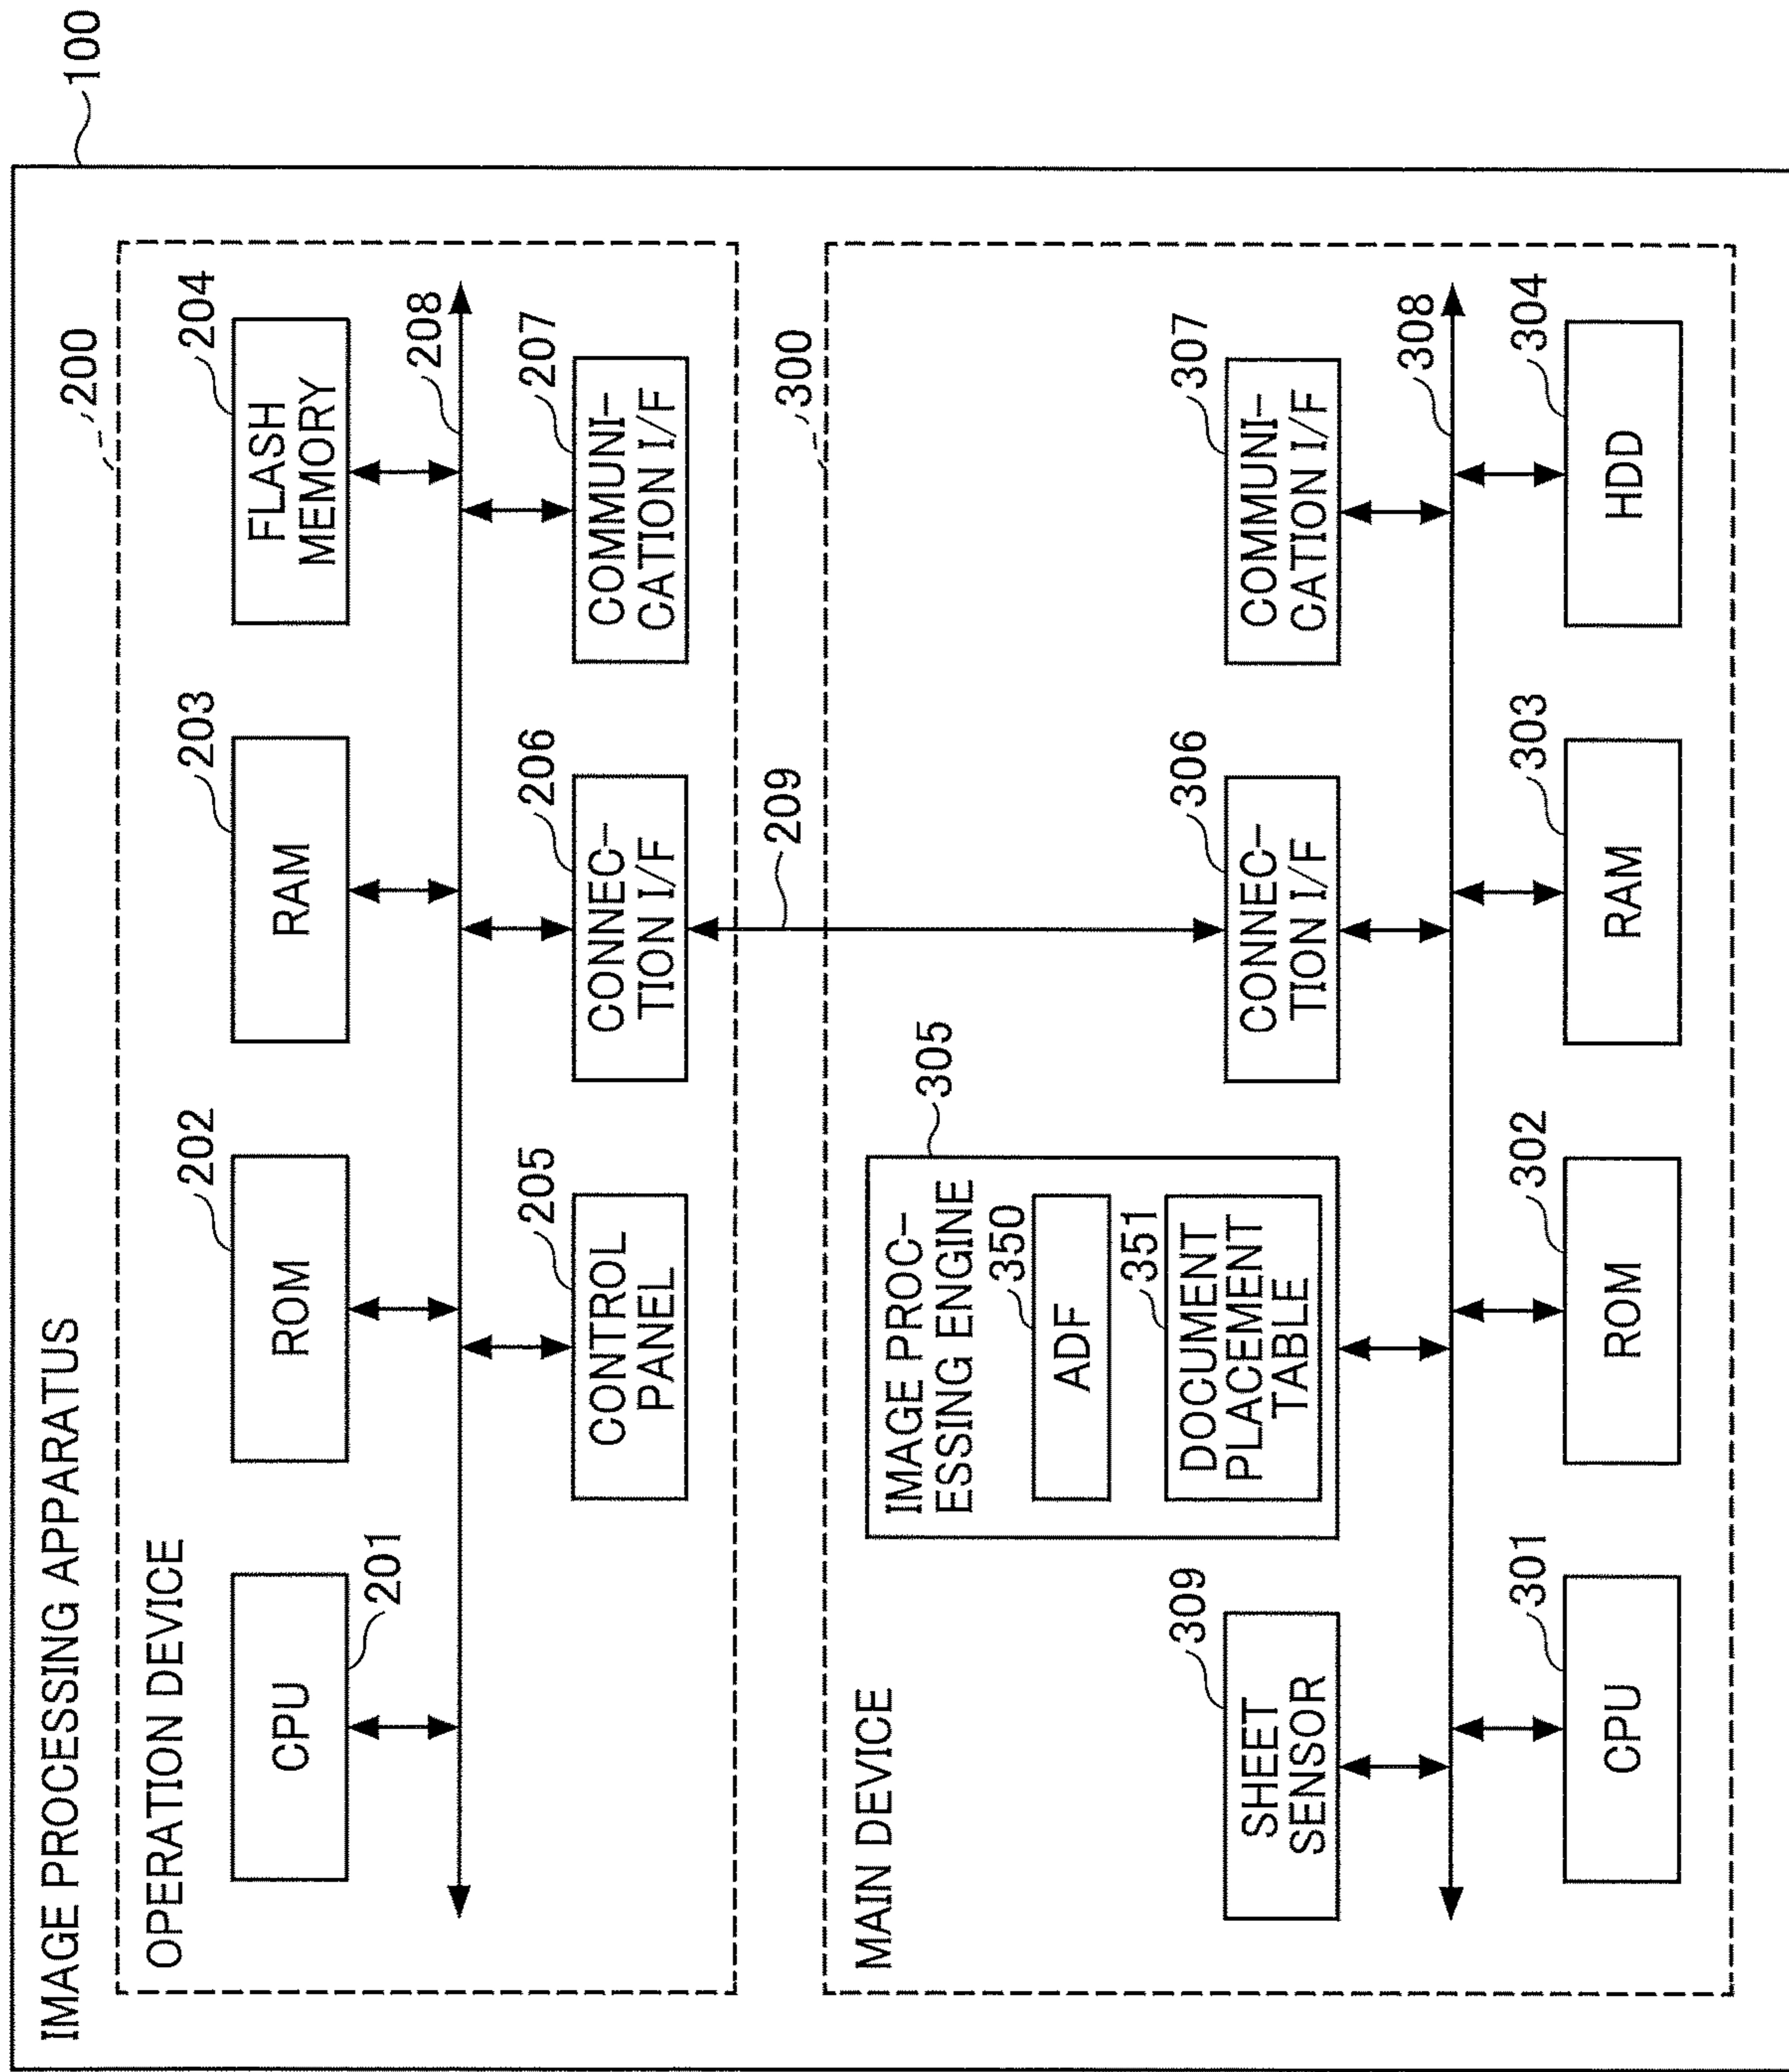 100
IMAGE PROCESSING APPARATUS
200
OPERATION DEVICE
CPU
201
ROM
202
RAM
203
FLASH
MEMORY
204
208
CONTROL
PANEL
205
CONNEC-
TION I/F
206
COMMUNI-
CATION I/F
207
209
300
MAIN DEVICE
SHEET
SENSOR
309
IMAGE PROC-
ESSING ENGINE
305
ADF
350
DOCUMENT
PLACEMENT
TABLE
351
CONNEC-
TION I/F
306
COMMUNI-
CATION I/F
307
308
CPU
301
ROM
302
RAM
303
HDD
304